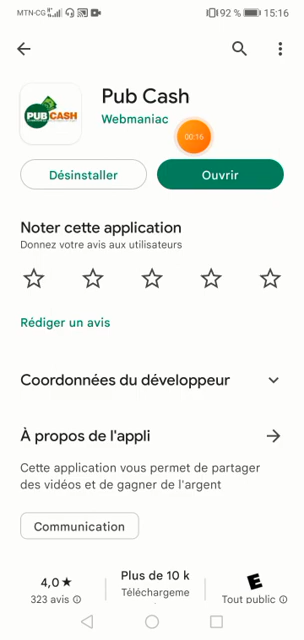 MTN-CG 92 % 15:16
Pub Cash
PUB CASH
Webmaniac
00:16
Désinstaller Ouvrir
Noter cette application
Donnez votre avis aux utilisateurs
Rédiger un avis
Coordonnées du développeur
À propos de l'appli
Cette application vous permet de partager
des vidéos et de gagner de l'argent
Communication
4,0★ Plus de 10 k E
323 avis Téléchargeme Tout public